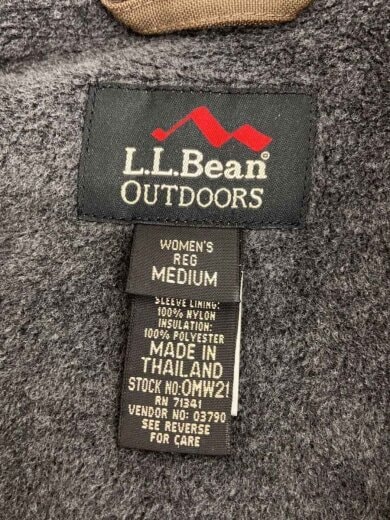 L.L.Bean®
OUTDOORS
WOMEN'S
REG
MEDIUM
SLEEVE LINING:
100% NYLON
INSULATION:
100% POLYESTER
MADE IN
THAILAND
STOCK NO:OMW21
RN 71341
VENDOR NO: 03790
SEE REVERSE
FOR CARE